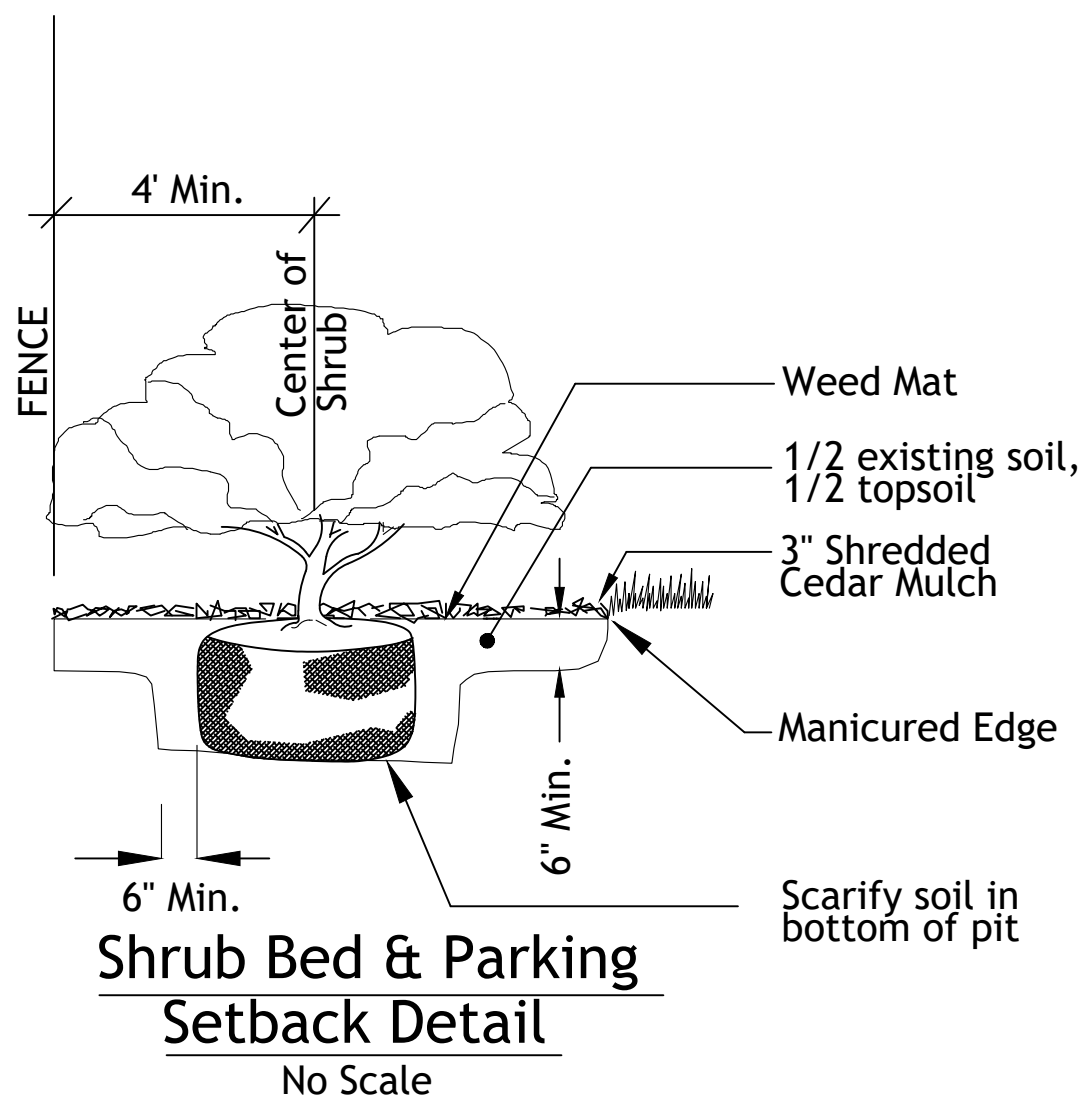 4' Min.
FENCE
Center of
Shrub
Weed Mat
1/2 existing soil,
1/2 topsoil
3" Shredded
Cedar Mulch
Manicured Edge
6" Min.
6" Min.
Scarify soil in
bottom of pit
Shrub Bed & Parking
Setback Detail
No Scale